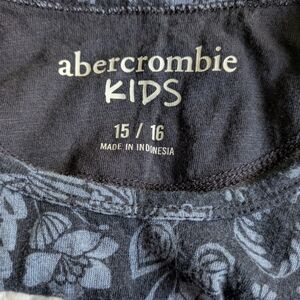 abercrombie
KIDS
15 / 16
MADE IN INDONESIA